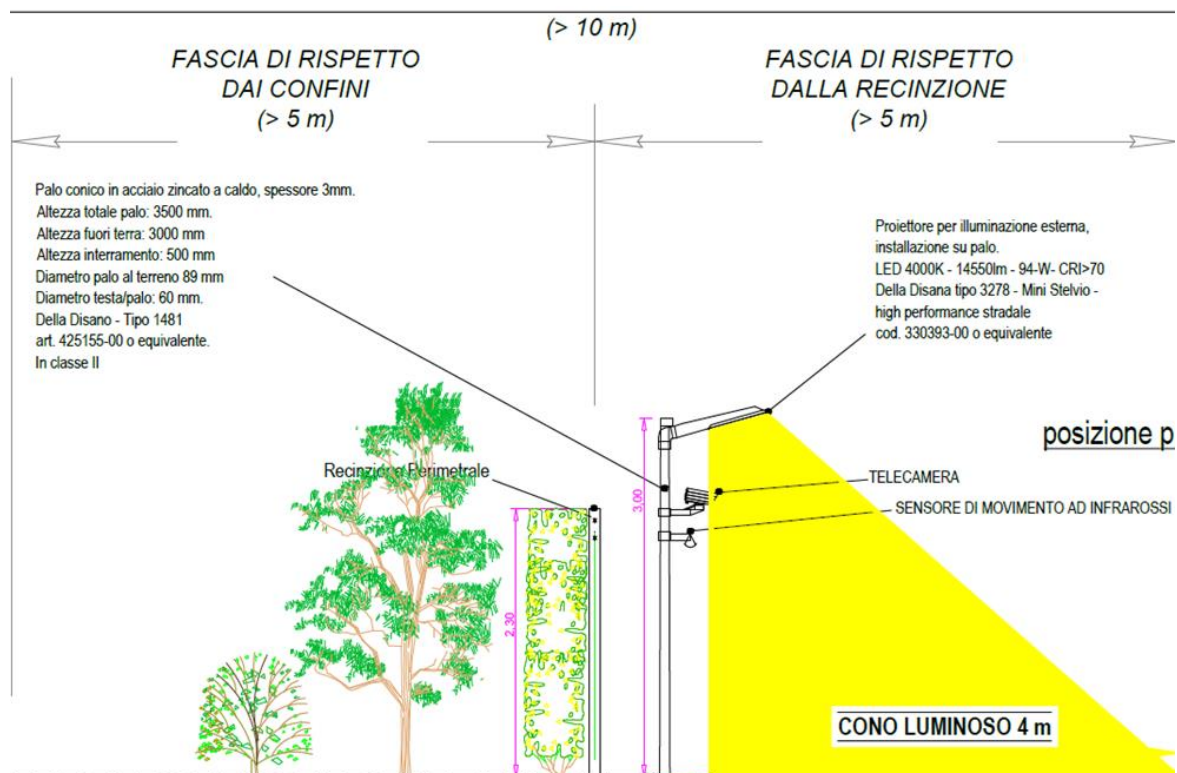 (> 10 m)
FASCIA DI RISPETTO
DAI CONFINI
(> 5 m)
FASCIA DI RISPETTO
DALLA RECINZIONE
(> 5 m)
Palo conico in acciaio zincato a caldo, spessore 3mm.
Altezza totale palo: 3500 mm.
Altezza fuori terra: 3000 mm
Altezza interramento: 500 mm
Diametro palo al terreno 89 mm
Diametro testa/palo: 60 mm.
Della Disano - Tipo 1481
art. 425155-00 o equivalente.
In classe II
Proiettore per illuminazione esterna,
installazione su palo.
LED 4000K - 14550lm - 94-W- CRI>70
Della Disana tipo 3278 - Mini Stelvio -
high performance stradale
cod. 330393-00 o equivalente
posizione p
Recinzione Perimetrale
TELECAMERA
SENSORE DI MOVIMENTO AD INFRAROSSI
3,00
2,30
CONO LUMINOSO 4 m